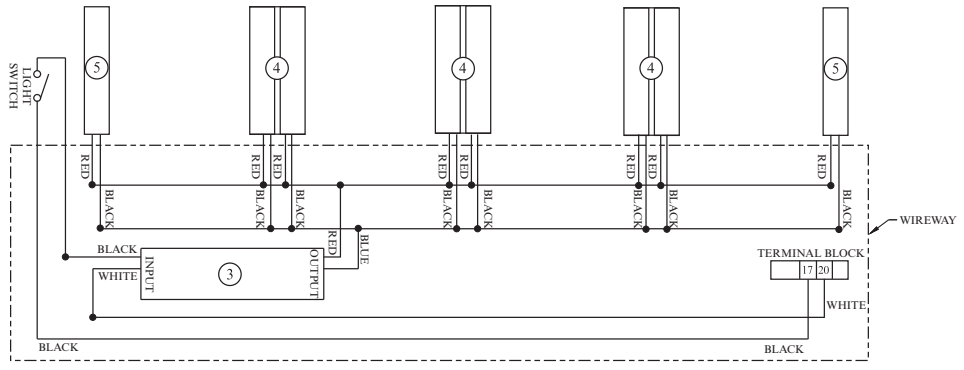 5
4
4
4
5
LIGHT
SWITCH
RED
RED
RED
RED
RED
RED
RED
RED
BLACK
BLACK
BLACK
BLACK
BLACK
BLACK
BLACK
BLACK
WIREWAY
BLACK
WHITE
INPUT
3
OUTPUT
RED
BLUE
TERMINAL BLOCK
17 20
WHITE
BLACK
BLACK